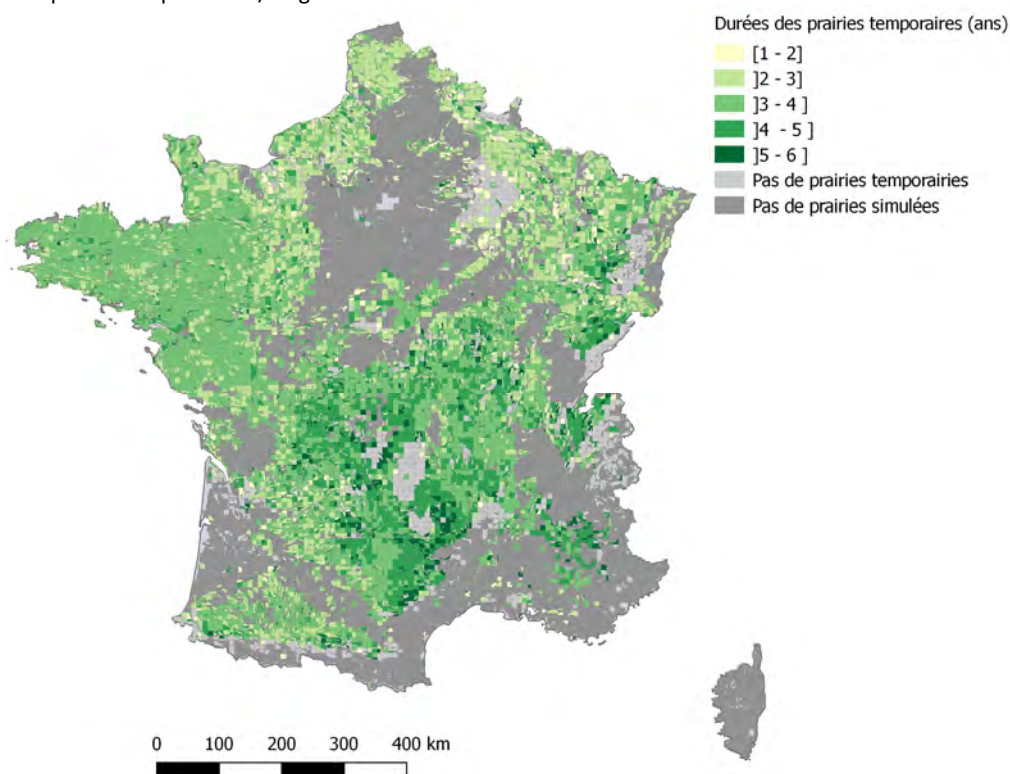 Durées des prairies temporaires (ans)
[1 - 2]
]2 - 3]
]3 - 4 ]
]4 - 5 ]
]5 - 6 ]
Pas de prairies temporairies
Pas de prairies simulées
0 100 200 300 400 km